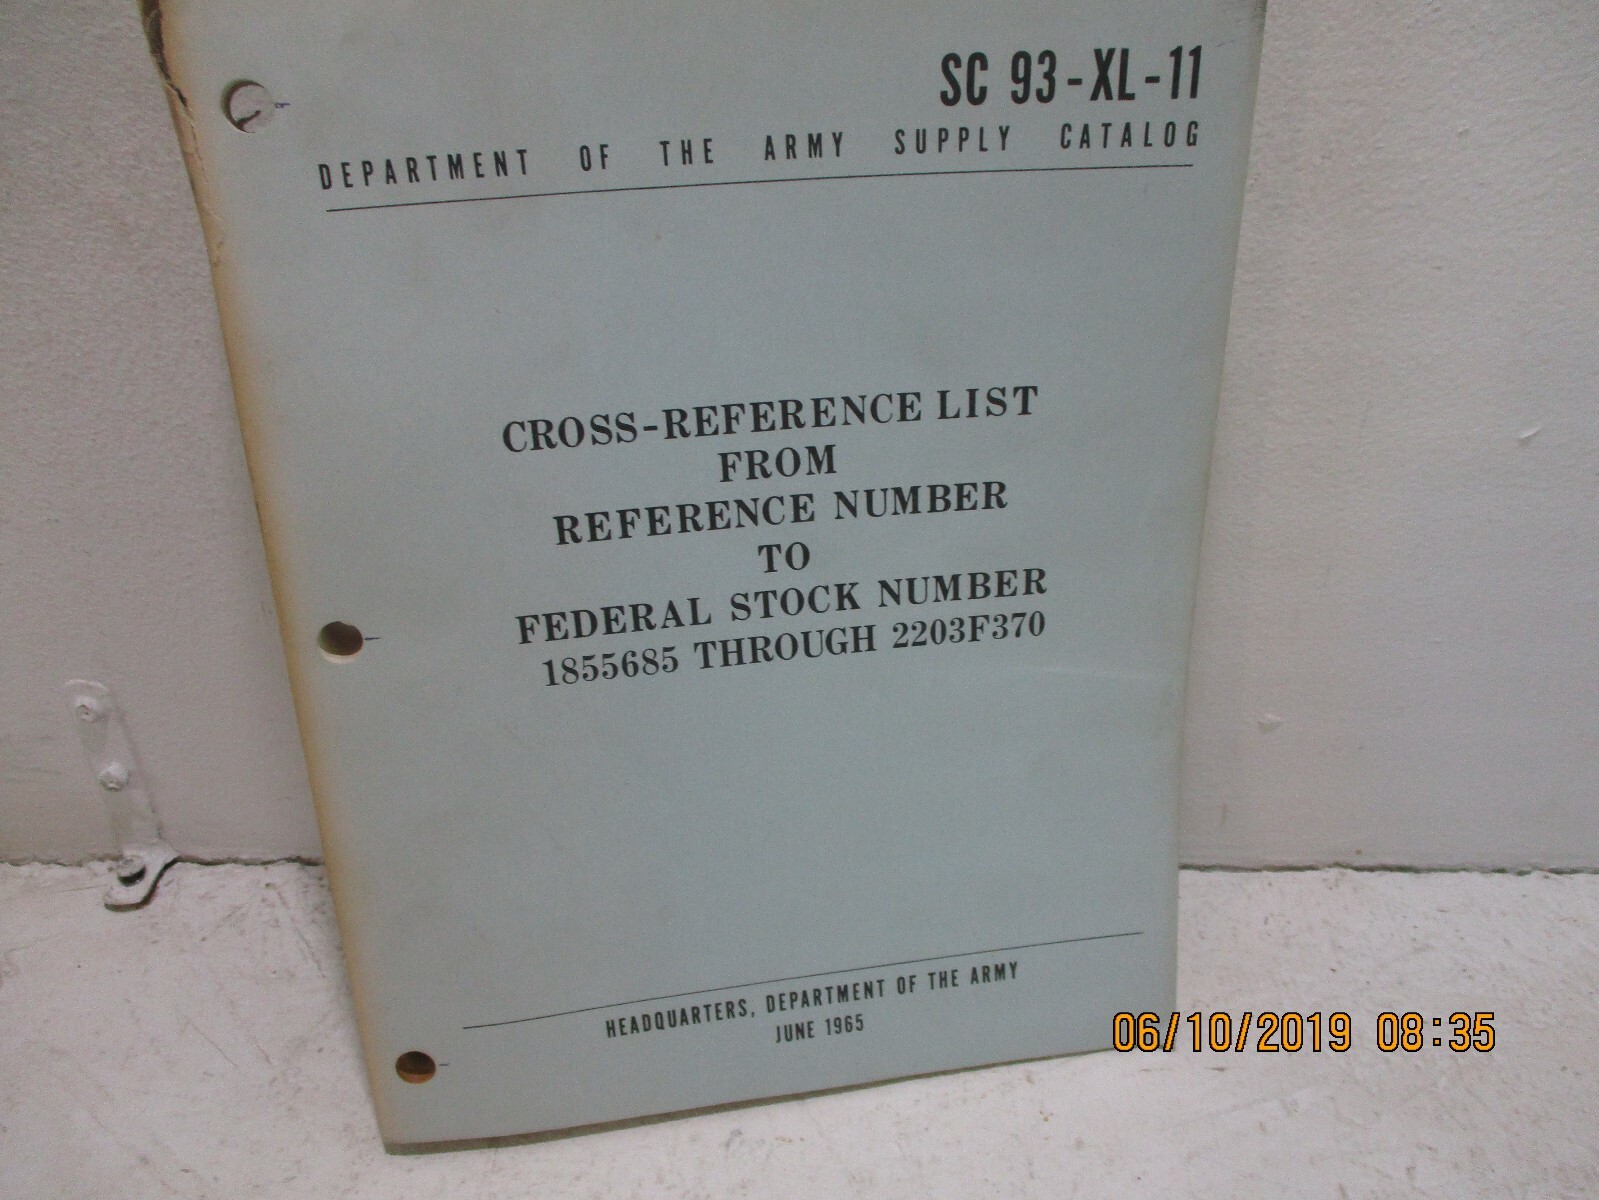 SC 93-XL-11
DEPARTMENT OF THE ARMY SUPPLY CATALOG
CROSS-REFERENCE LIST
FROM
REFERENCE NUMBER
TO
FEDERAL STOCK NUMBER
1855685 THROUGH 2203F370
HEADQUARTERS, DEPARTMENT OF THE ARMY
JUNE 1965
06/10/2019 08:35